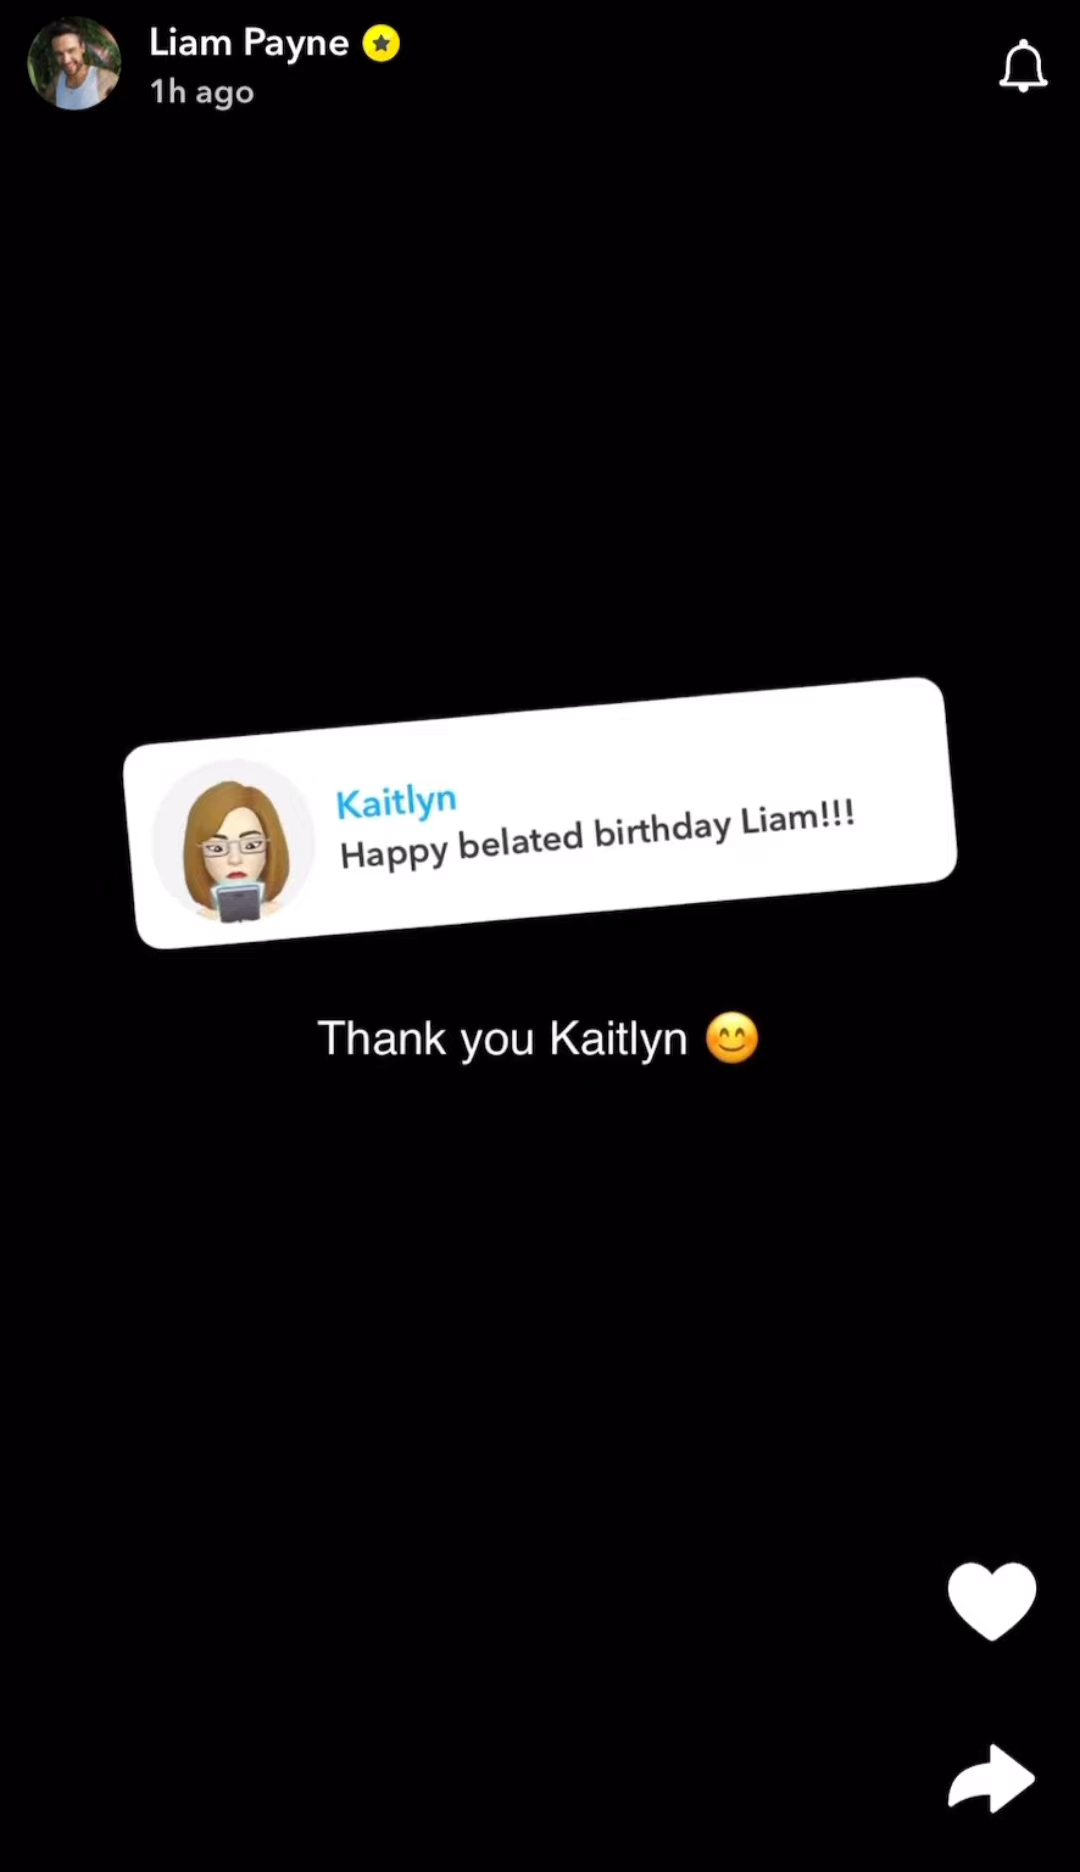 Liam Payne
1h ago
Kaitlyn
Happy belated birthday Liam!!!
Thank you Kaitlyn 😊